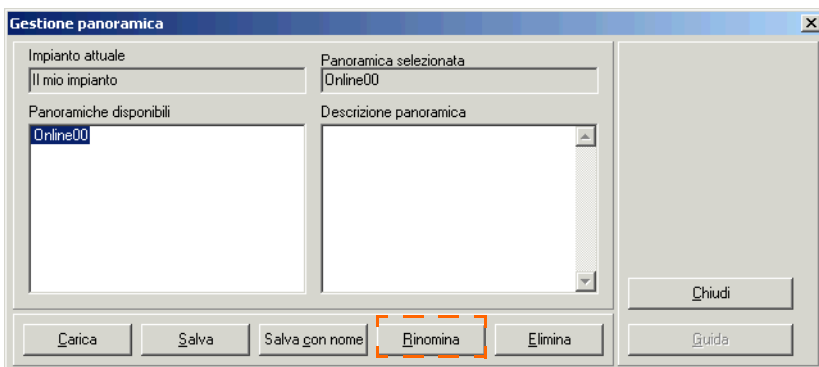 Gestione panoramica
Impianto attuale
Il mio impianto
Panoramica selezionata
Online00
Panoramiche disponibili
Online00
Descrizione panoramica
Chiudi
Carica
Salva
Salva con nome
Rinomina
Elimina
Guida